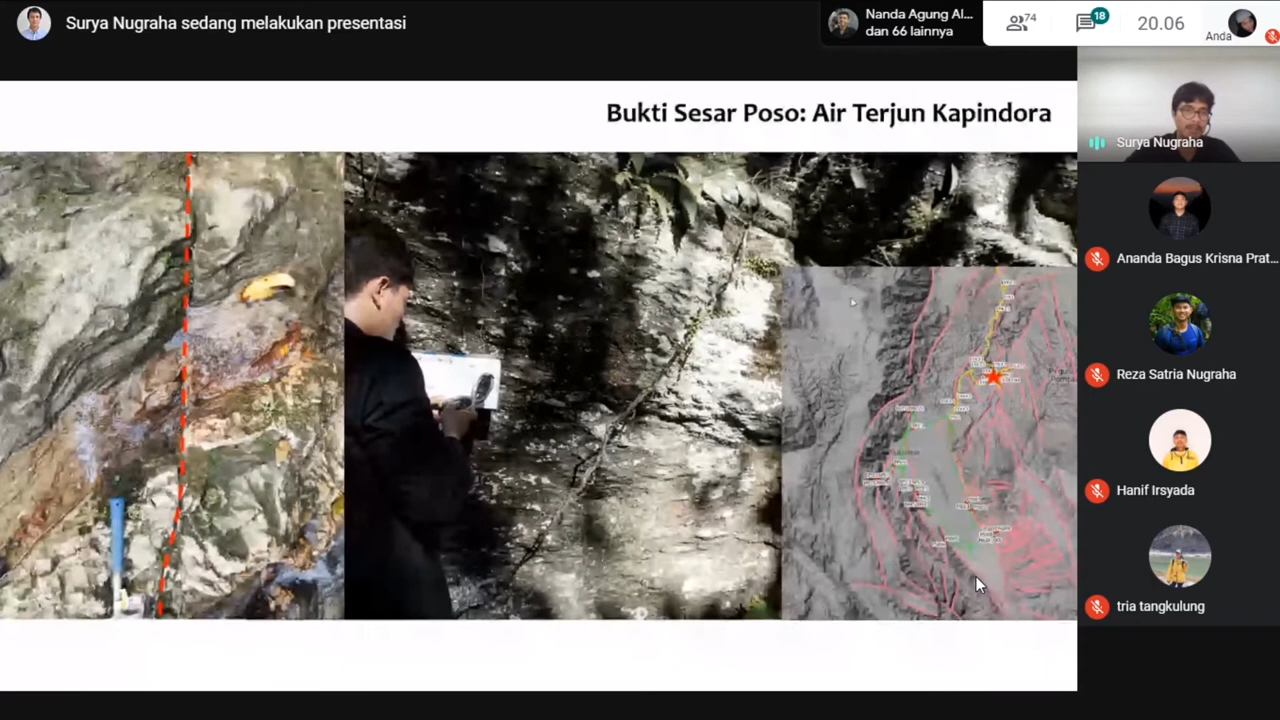 Surya Nugraha sedang melakukan presentasi
Nanda Agung Al...
dan 66 lainnya
74
18
20.06
Anda
Bukti Sesar Poso: Air Terjun Kapindora
Surya Nugraha
Ananda Bagus Krisna Prat...
Reza Satria Nugraha
Hanif Irsyada
tria tangkulung